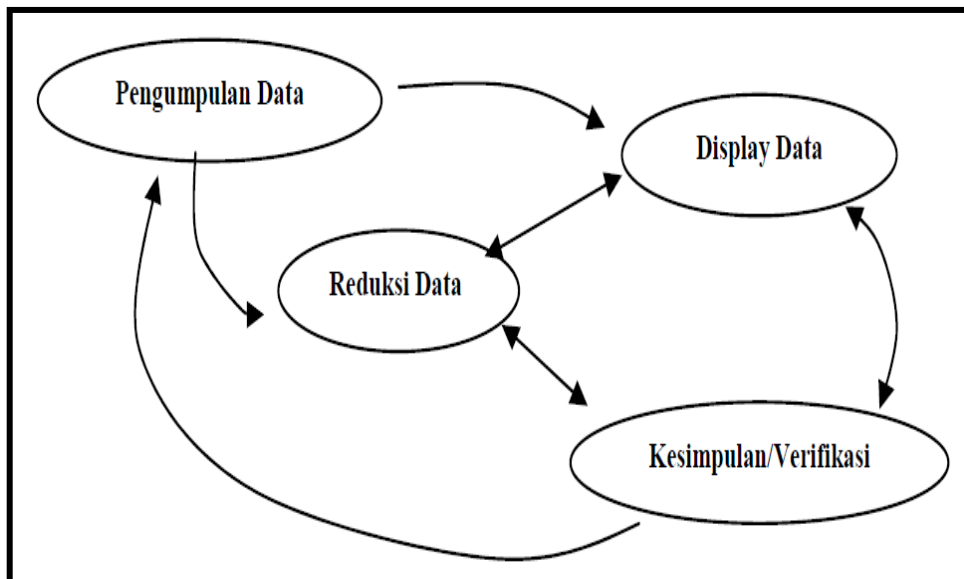 Pengumpulan Data
Display Data
Reduksi Data
Kesimpulan/Verifikasi